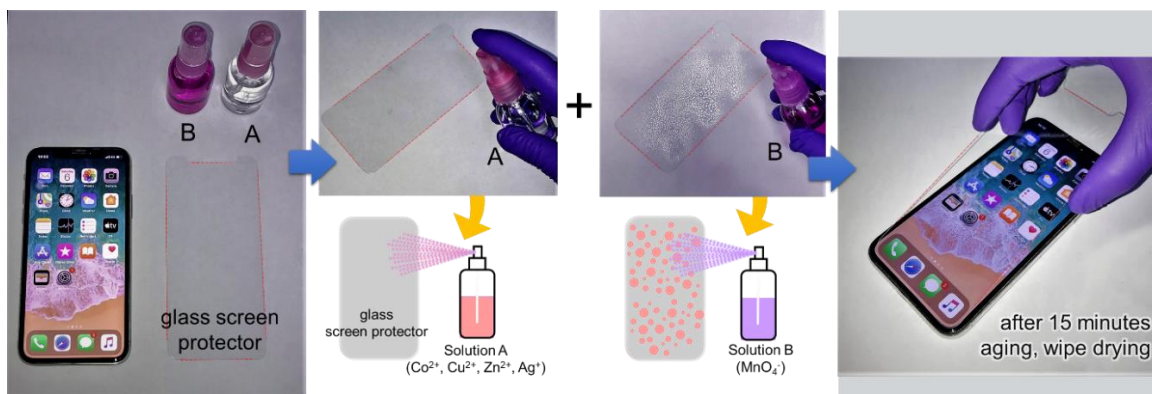 B
A
glass screen
protector
A
glass
screen protector
Solution A
(Co²⁺, Cu²⁺, Zn²⁺, Ag⁺)
+
B
Solution B
(MnO₄⁻)
after 15 minutes
aging, wipe drying